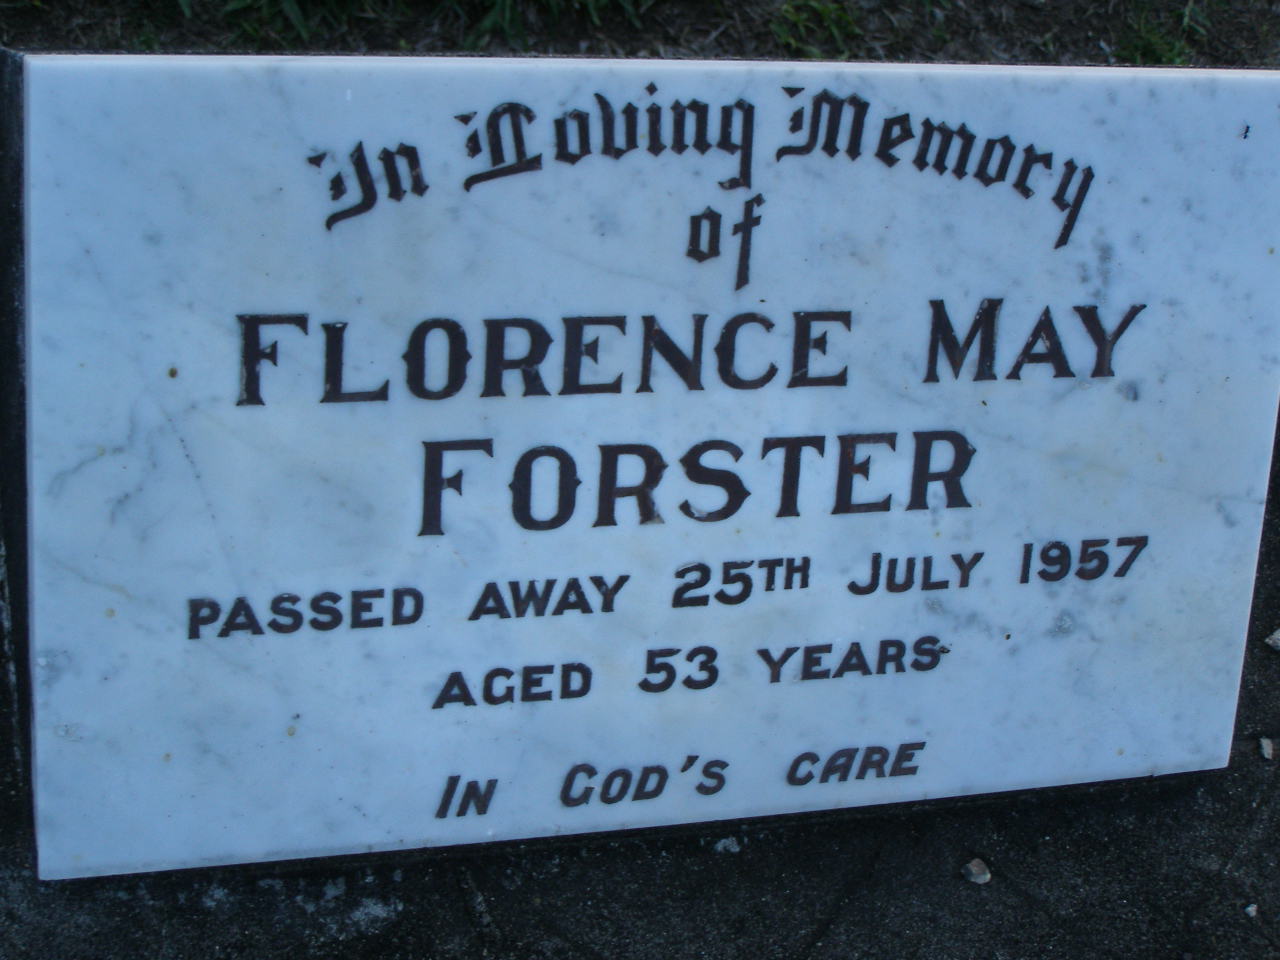 In Loving Memory
of
FLORENCE MAY
FORSTER
PASSED AWAY 25TH JULY 1957
AGED 53 YEARS
IN GOD'S CARE